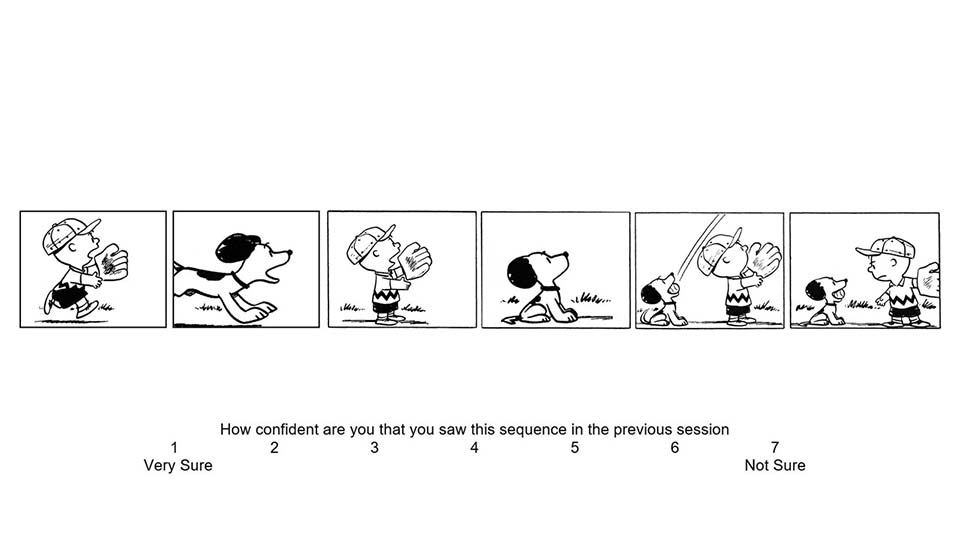 How confident are you that you saw this sequence in the previous session
1 2 3 4 5 6 7
Very Sure Not Sure